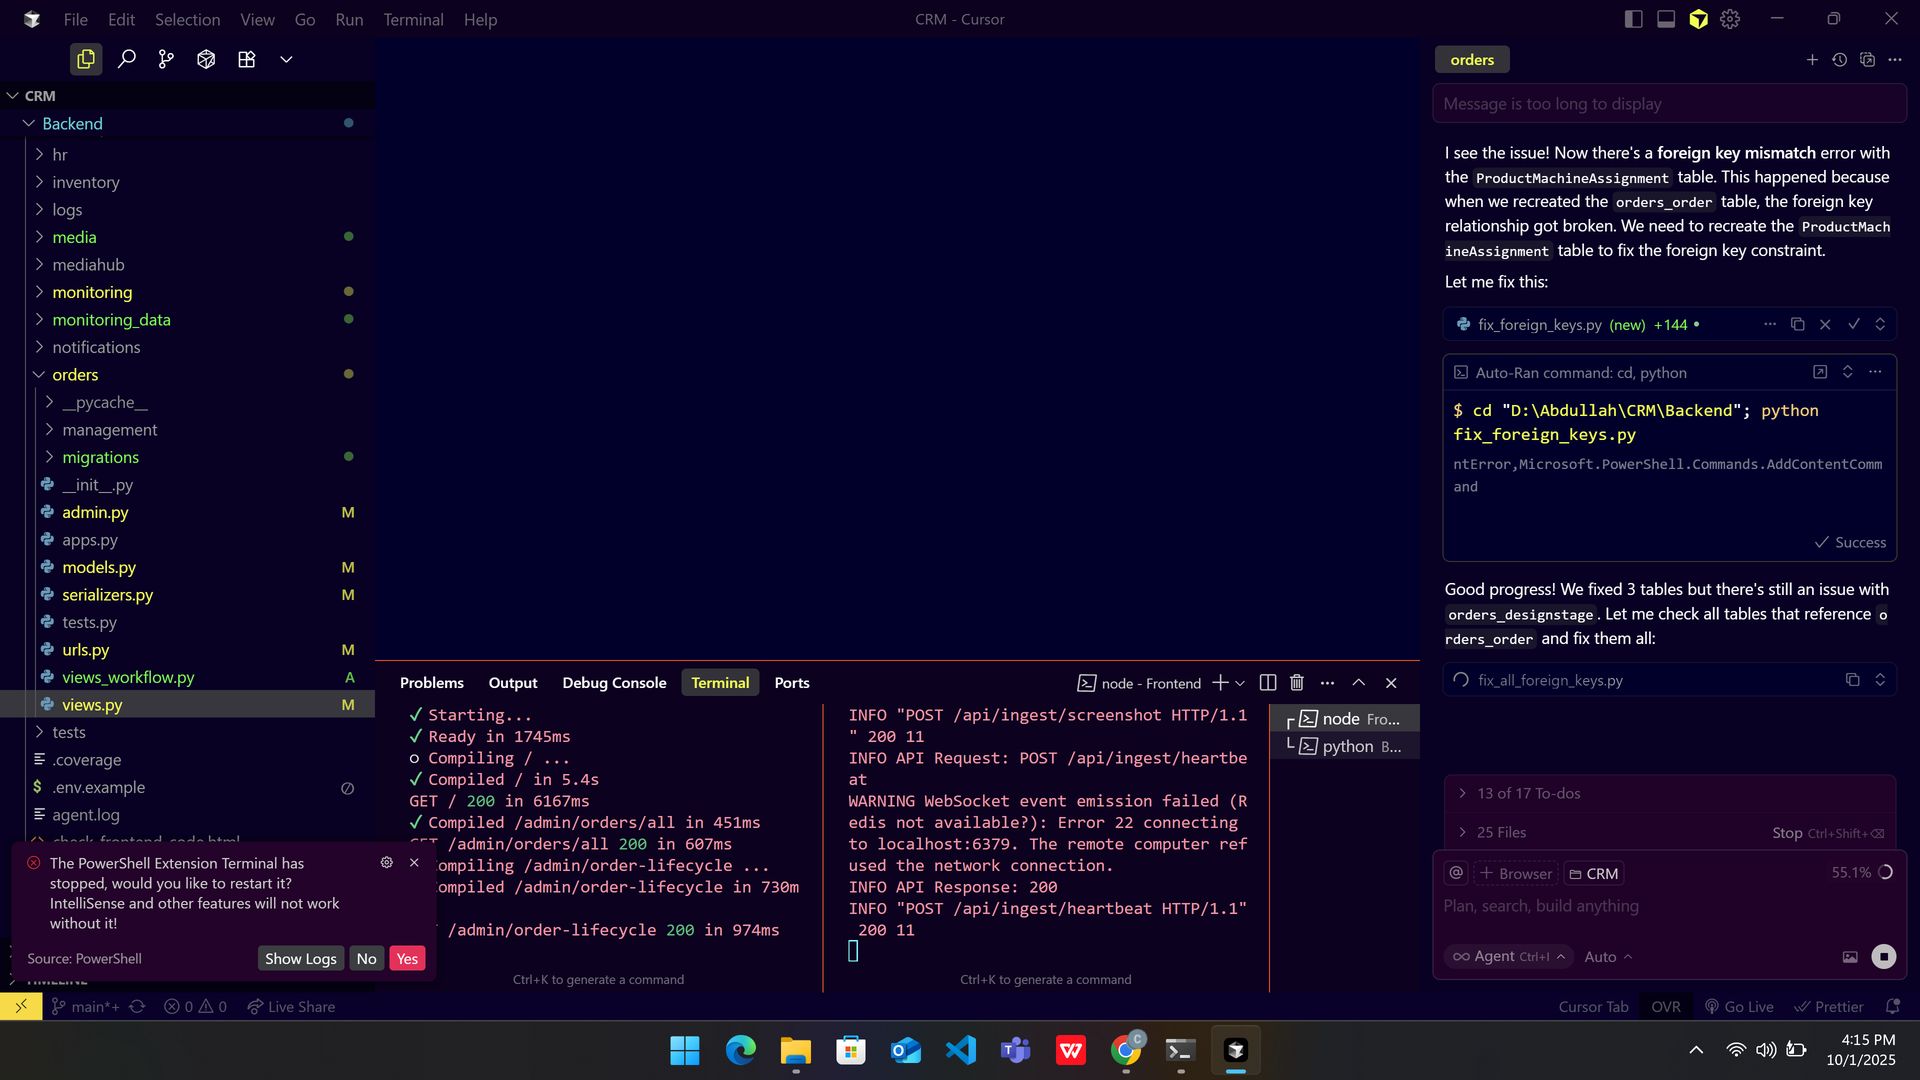 File Edit Selection View Go Run Terminal Help
CRM - Cursor
CRM
Backend
hr
inventory
logs
media
mediahub
monitoring
monitoring_data
notifications
orders
__pycache__
management
migrations
__init__.py
admin.py M
apps.py
models.py M
serializers.py M
tests.py
urls.py M
views_workflow.py A
views.py M
tests
.coverage
$ .env.example
agent.log
The PowerShell Extension Terminal has
stopped, would you like to restart it?
IntelliSense and other features will not work
without it!
Source: PowerShell Show Logs No Yes
Problems Output Debug Console Terminal Ports
node - Frontend
✓ Starting...
✓ Ready in 1745ms
○ Compiling / ...
✓ Compiled / in 5.4s
GET / 200 in 6167ms
✓ Compiled /admin/orders/all in 451ms
/admin/orders/all 200 in 607ms
ompiling /admin/order-lifecycle ...
ompiled /admin/order-lifecycle in 730m
/admin/order-lifecycle 200 in 974ms
Ctrl+K to generate a command
INFO "POST /api/ingest/screenshot HTTP/1.1
" 200 11
INFO API Request: POST /api/ingest/heartbe
at
WARNING WebSocket event emission failed (R
edis not available?): Error 22 connecting
to localhost:6379. The remote computer ref
used the network connection.
INFO API Response: 200
INFO "POST /api/ingest/heartbeat HTTP/1.1"
200 11
Ctrl+K to generate a command
node Fro...
python B...
orders
Message is too long to display
I see the issue! Now there's a foreign key mismatch error with
the ProductMachineAssignment table. This happened because
when we recreated the orders_order table, the foreign key
relationship got broken. We need to recreate the ProductMach
ineAssignment table to fix the foreign key constraint.
Let me fix this:
fix_foreign_keys.py (new) +144 •
Auto-Ran command: cd, python
$ cd "D:\Abdullah\CRM\Backend"; python
fix_foreign_keys.py
ntError,Microsoft.PowerShell.Commands.AddContentComm
and
✓ Success
Good progress! We fixed 3 tables but there's still an issue with
orders_designstage. Let me check all tables that reference o
rders_order and fix them all:
fix_all_foreign_keys.py
13 of 17 To-dos
25 Files Stop Ctrl+Shift+⌫
@ + Browser CRM 55.1%
Plan, search, build anything
∞ Agent Ctrl+I Auto
main*+ 0 0 Live Share
Cursor Tab OVR Go Live Prettier
4:15 PM
10/1/2025